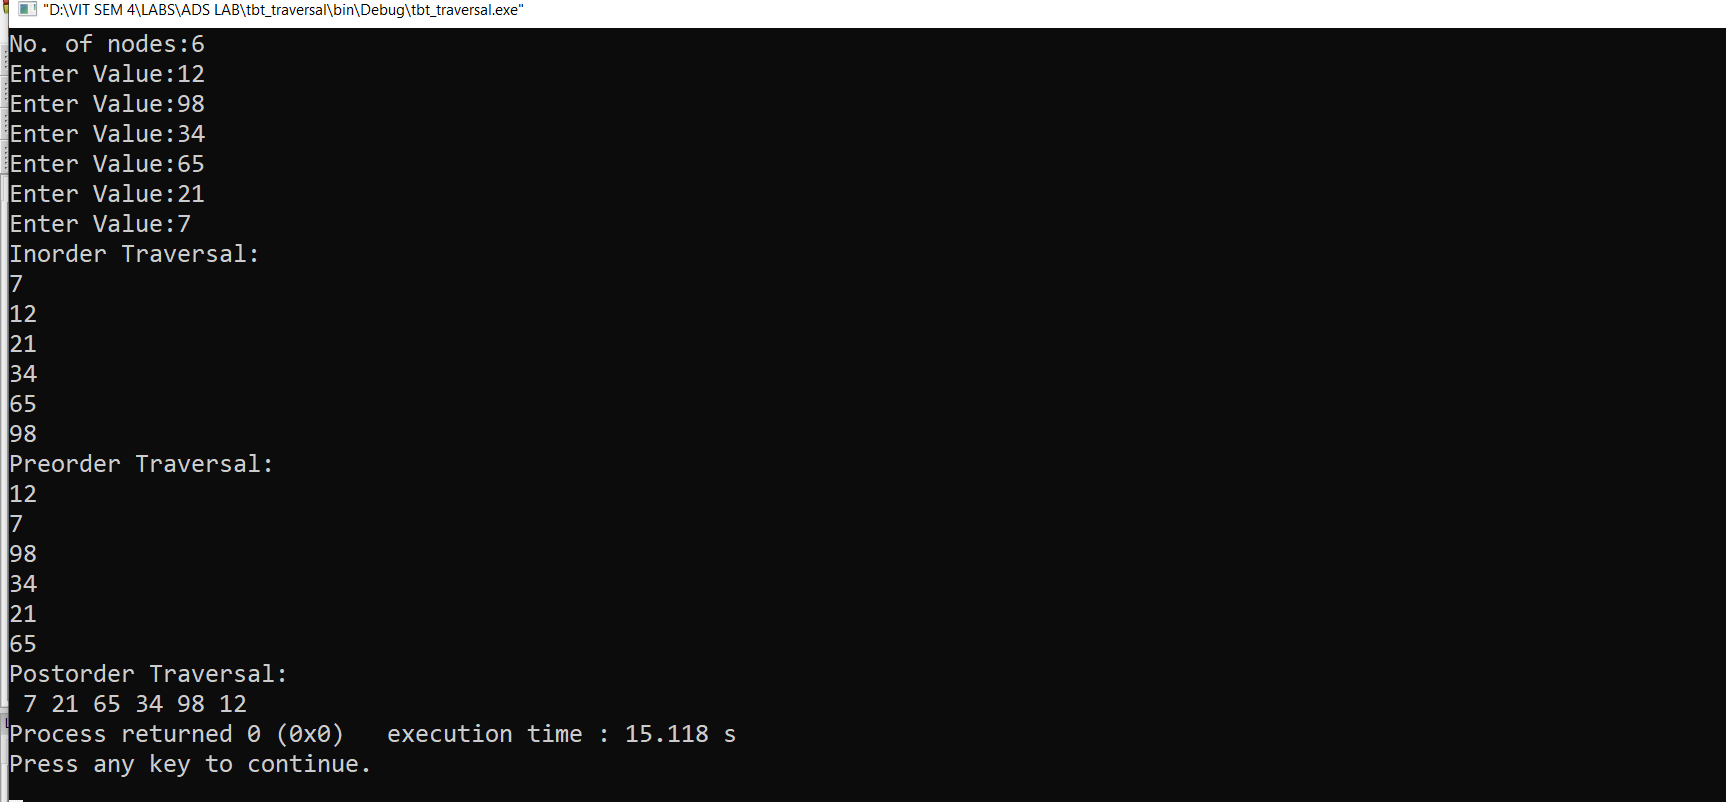 "D:\VIT SEM 4\LABS\ADS LAB\tbt_traversal\bin\Debug\tbt_traversal.exe"
No. of nodes:6
Enter Value:12
Enter Value:98
Enter Value:34
Enter Value:65
Enter Value:21
Enter Value:7
Inorder Traversal:
7
12
21
34
65
98
Preorder Traversal:
12
7
98
34
21
65
Postorder Traversal:
 7 21 65 34 98 12
Process returned 0 (0x0)   execution time : 15.118 s
Press any key to continue.